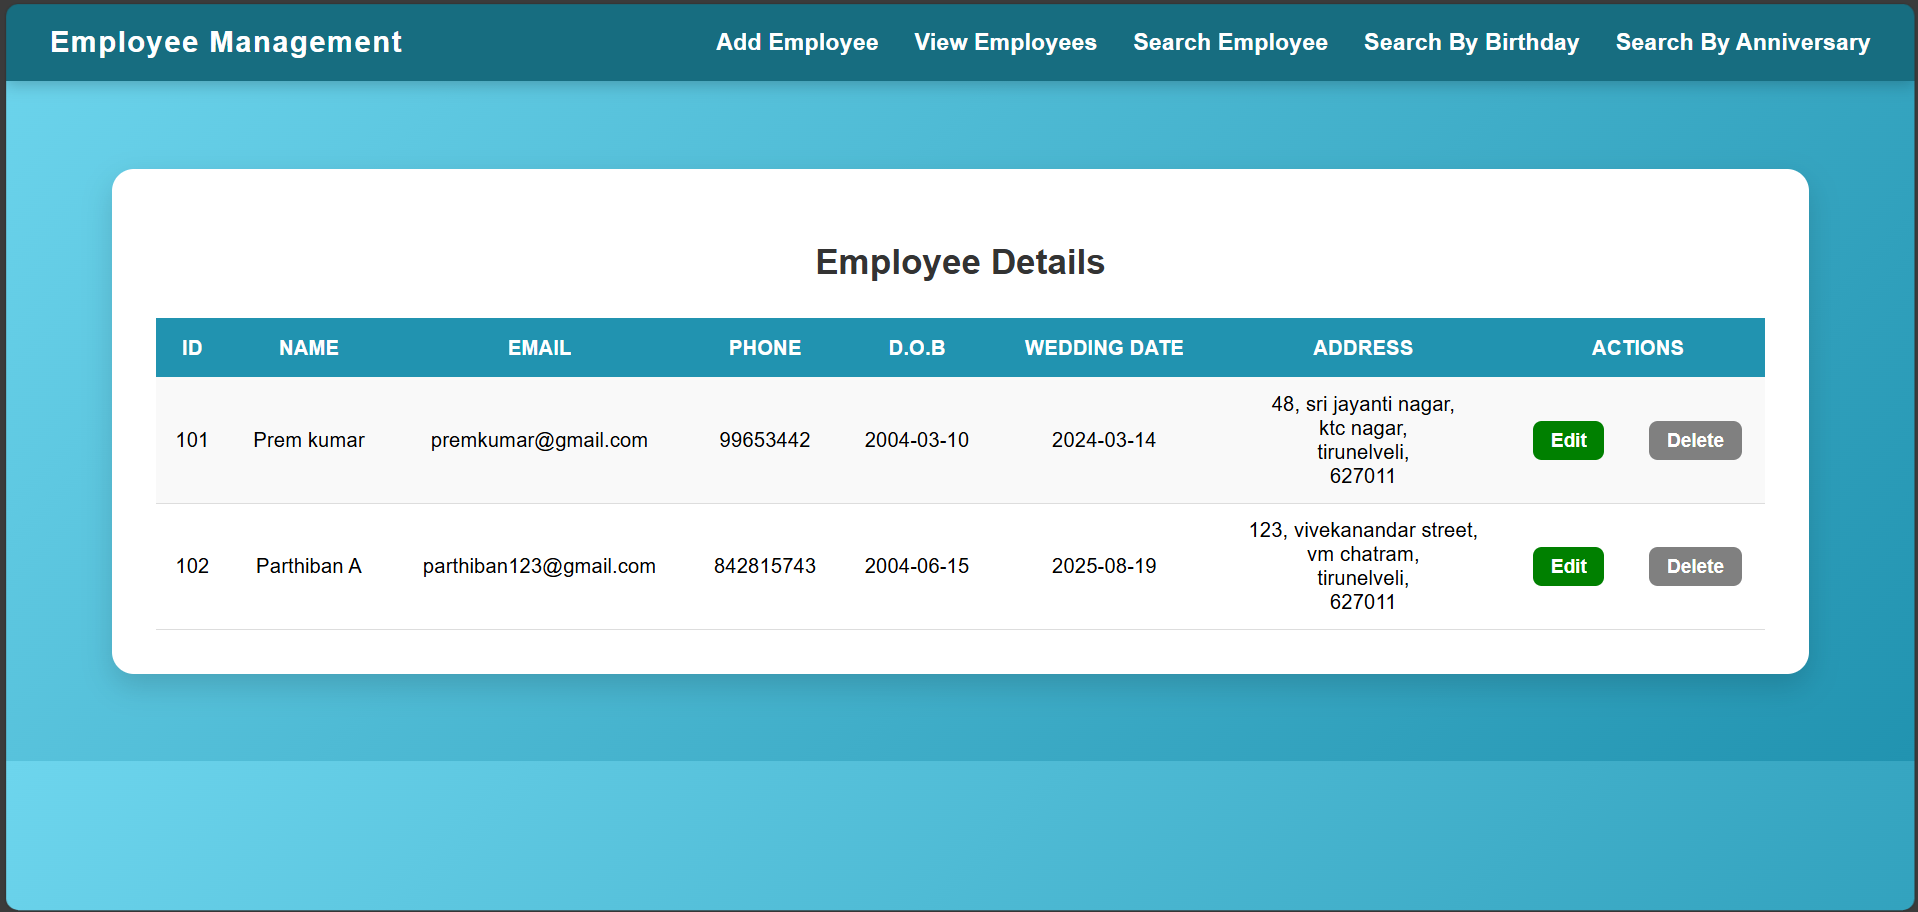 Employee Management Add Employee View Employees Search Employee Search By Birthday Search By Anniversary
Employee Details
ID NAME EMAIL PHONE D.O.B WEDDING DATE ADDRESS ACTIONS
101 Prem kumar premkumar@gmail.com 99653442 2004-03-10 2024-03-14 48, sri jayanti nagar,
ktc nagar,
tirunelveli,
627011
Edit Delete
102 Parthiban A parthiban123@gmail.com 842815743 2004-06-15 2025-08-19 123, vivekanandar street,
vm chatram,
tirunelveli,
627011
Edit Delete